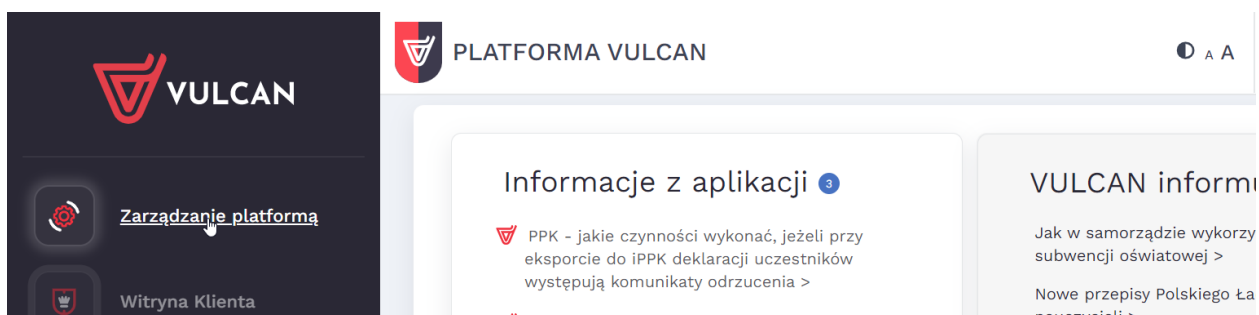 VULCAN
Zarządzanie platformą
Witryna Klienta
PLATFORMA VULCAN
A A
Informacje z aplikacji 3
PPK - jakie czynności wykonać, jeżeli przy
eksporcie do iPPK deklaracji uczestników
występują komunikaty odrzucenia >
VULCAN inform
Jak w samorządzie wykorzy
subwencji oświatowej >
Nowe przepisy Polskiego Ła